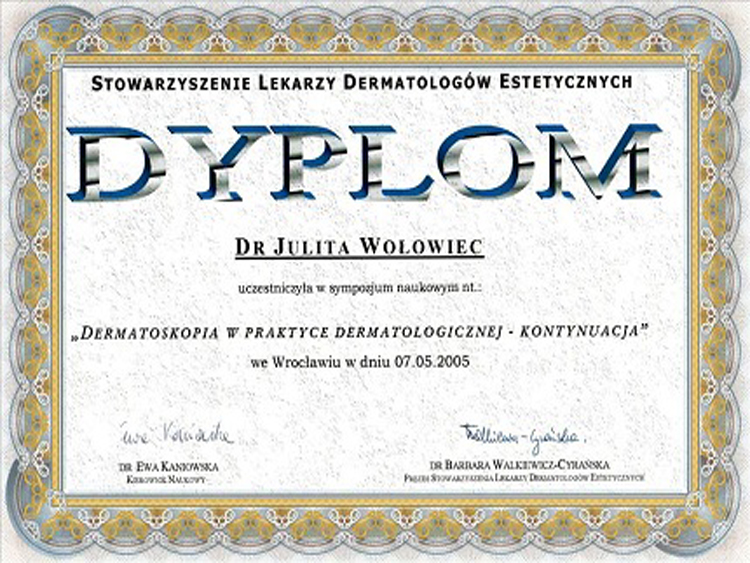 STOWARZYSZENIE LEKARZY DERMATOLOGÓW ESTETYCZNYCH
DYPLOM
DR JULITA WOŁOWIEC
uczestniczyła w sympozjum naukowym nt.:
„DERMATOSKOPIA W PRAKTYCE DERMATOLOGICZNEJ - KONTYNUACJA”
we Wrocławiu w dniu 07.05.2005
Ewa Kaniowska
DR EWA KANIOWSKA
KIEROWNIK NAUKOWY
BWalkiewicz-Cyrańska
DR BARBARA WALKIEWICZ-CYRAŃSKA
PREZES STOWARZYSZENIA LEKARZY DERMATOLOGÓW ESTETYCZNYCH